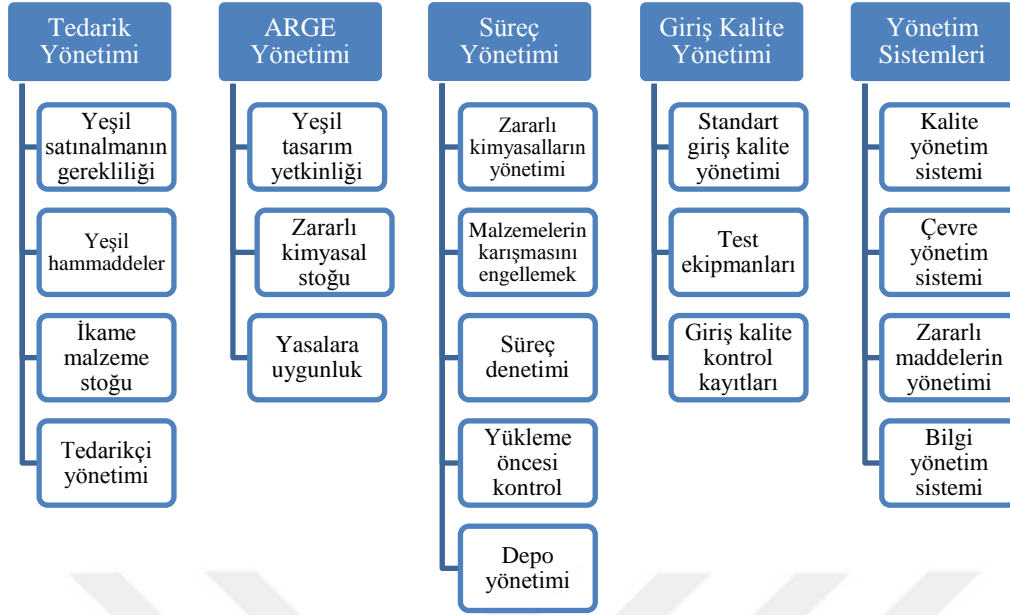 Tedarik
Yönetimi
Yeşil
satınalmanın
gerekliliği
Yeşil
hammaddeler
İkame
malzeme
stoğu
Tedarikçi
yönetimi
ARGE
Yönetimi
Yeşil
tasarım
yetkinliği
Zararlı
kimyasal
stoğu
Yasalara
uygunluk
Süreç
Yönetimi
Zararlı
kimyasalların
yönetimi
Malzemelerin
karışmasını
engellemek
Süreç
denetimi
Yükleme
öncesi
kontrol
Depo
yönetimi
Giriş Kalite
Yönetimi
Standart
giriş kalite
yönetimi
Test
ekipmanları
Giriş kalite
kontrol
kayıtları
Yönetim
Sistemleri
Kalite
yönetim
sistemi
Çevre
yönetim
sistemi
Zararlı
maddelerin
yönetimi
Bilgi
yönetim
sistemi